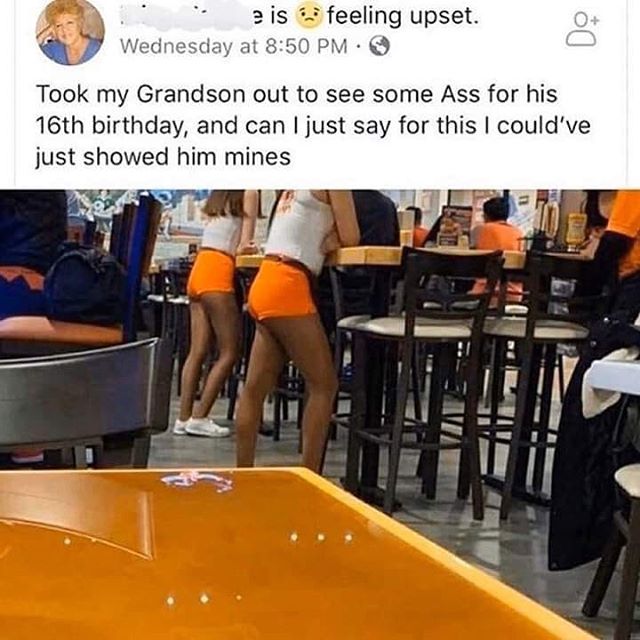 e is 😟 feeling upset.
Wednesday at 8:50 PM ·
Took my Grandson out to see some Ass for his
16th birthday, and can I just say for this I could've
just showed him mines